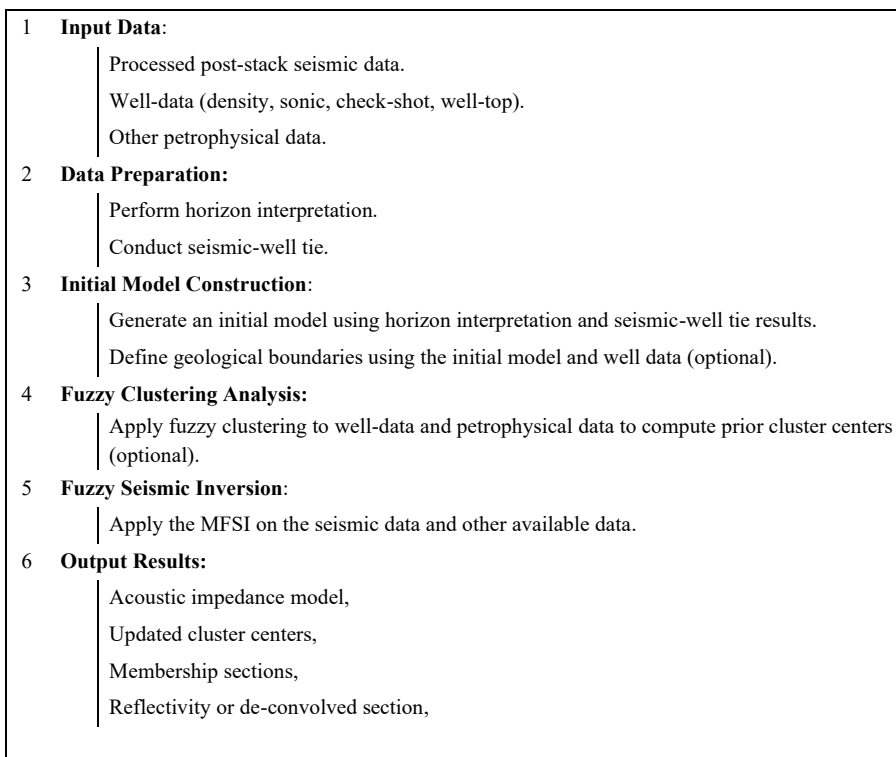 1 Input Data:
Processed post-stack seismic data.
Well-data (density, sonic, check-shot, well-top).
Other petrophysical data.
2 Data Preparation:
Perform horizon interpretation.
Conduct seismic-well tie.
3 Initial Model Construction:
Generate an initial model using horizon interpretation and seismic-well tie results.
Define geological boundaries using the initial model and well data (optional).
4 Fuzzy Clustering Analysis:
Apply fuzzy clustering to well-data and petrophysical data to compute prior cluster centers
(optional).
5 Fuzzy Seismic Inversion:
Apply the MFSI on the seismic data and other available data.
6 Output Results:
Acoustic impedance model,
Updated cluster centers,
Membership sections,
Reflectivity or de-convolved section,